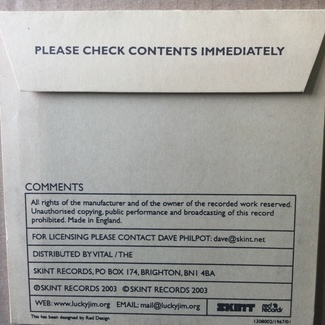 PLEASE CHECK CONTENTS IMMEDIATELY
COMMENTS
All rights of the manufacturer and of the owner of the recorded work reserved.
Unauthorised copying, public performance and broadcasting of this record
prohibited. Made in England.
FOR LICENSING PLEASE CONTACT DAVE PHILPOT: dave@skint.net
DISTRIBUTED BY VITAL / THE
SKINT RECORDS, PO BOX 174, BRIGHTON, BN1 4BA
℗SKINT RECORDS 2003 ©SKINT RECORDS 2003
WEB: www.luckyjim.org EMAIL: mail@luckyjim.org SKINT
records
This has been designed by Red Design